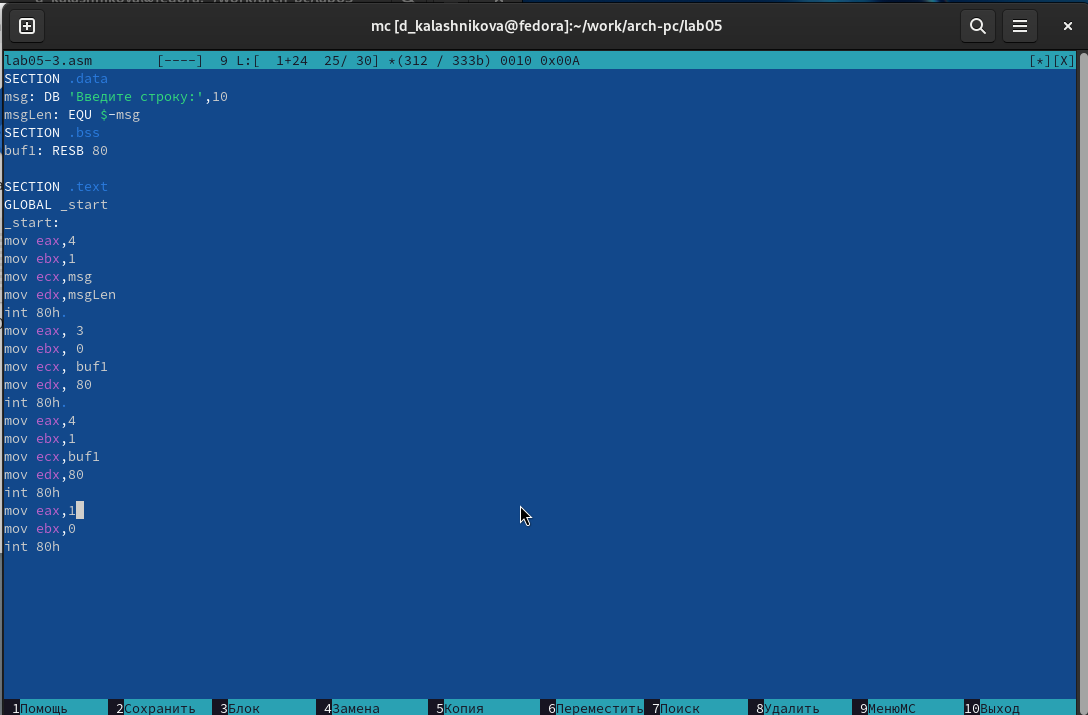 mc [d_kalashnikova@fedora]:~/work/arch-pc/lab05
lab05-3.asm [----] 9 L:[ 1+24 25/ 30] *(312 / 333b) 0010 0x00A [*][X]
SECTION .data
msg: DB 'Введите строку:',10
msgLen: EQU $-msg
SECTION .bss
buf1: RESB 80
SECTION .text
GLOBAL _start
_start:
mov eax,4
mov ebx,1
mov ecx,msg
mov edx,msgLen
int 80h.
mov eax, 3
mov ebx, 0
mov ecx, buf1
mov edx, 80
int 80h.
mov eax,4
mov ebx,1
mov ecx,buf1
mov edx,80
int 80h
mov eax,1
mov ebx,0
int 80h
1Помощь 2Сохранить 3Блок 4Замена 5Копия 6Переместить 7Поиск 8Удалить 9МенюMC 10Выход